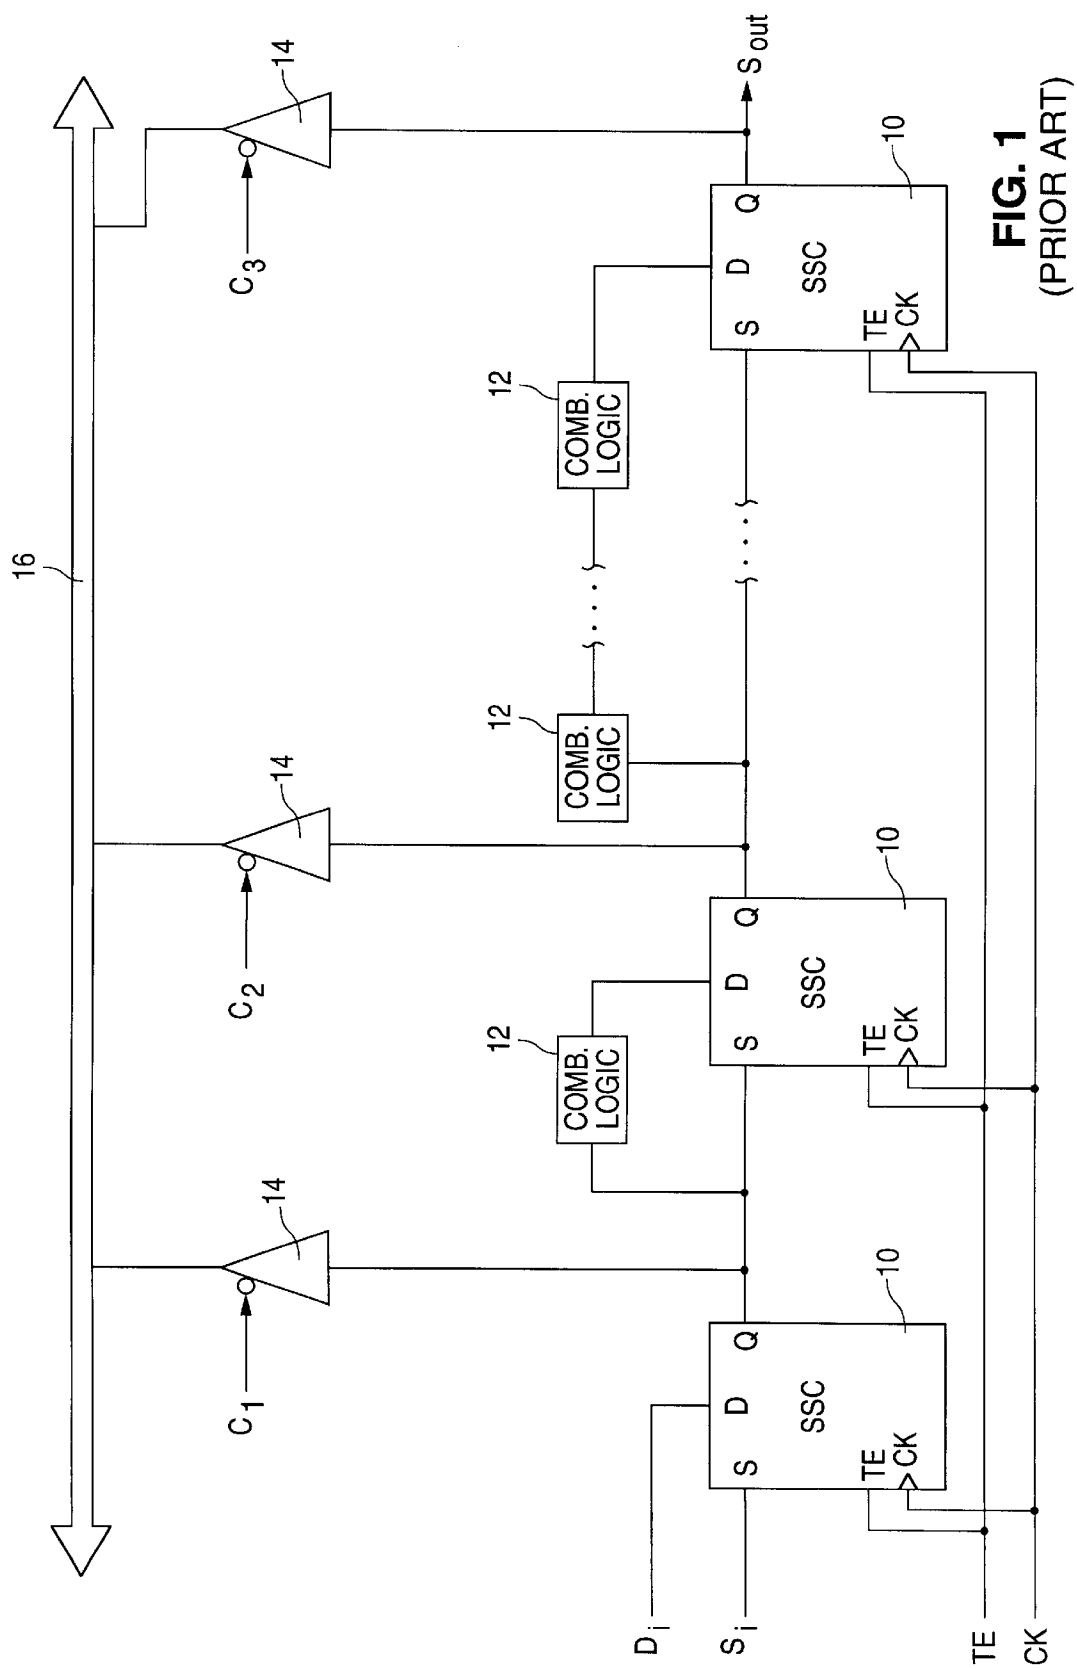 16
14
14
14
C1
C2
C3
12
COMB.
LOGIC
12
COMB.
LOGIC
12
COMB.
LOGIC
Di
Si
S
D
Q
SSC
TE
CK
10
S
D
Q
SSC
TE
CK
10
S
D
Q
SSC
TE
CK
10
Sout
TE
CK
FIG. 1
(PRIOR ART)